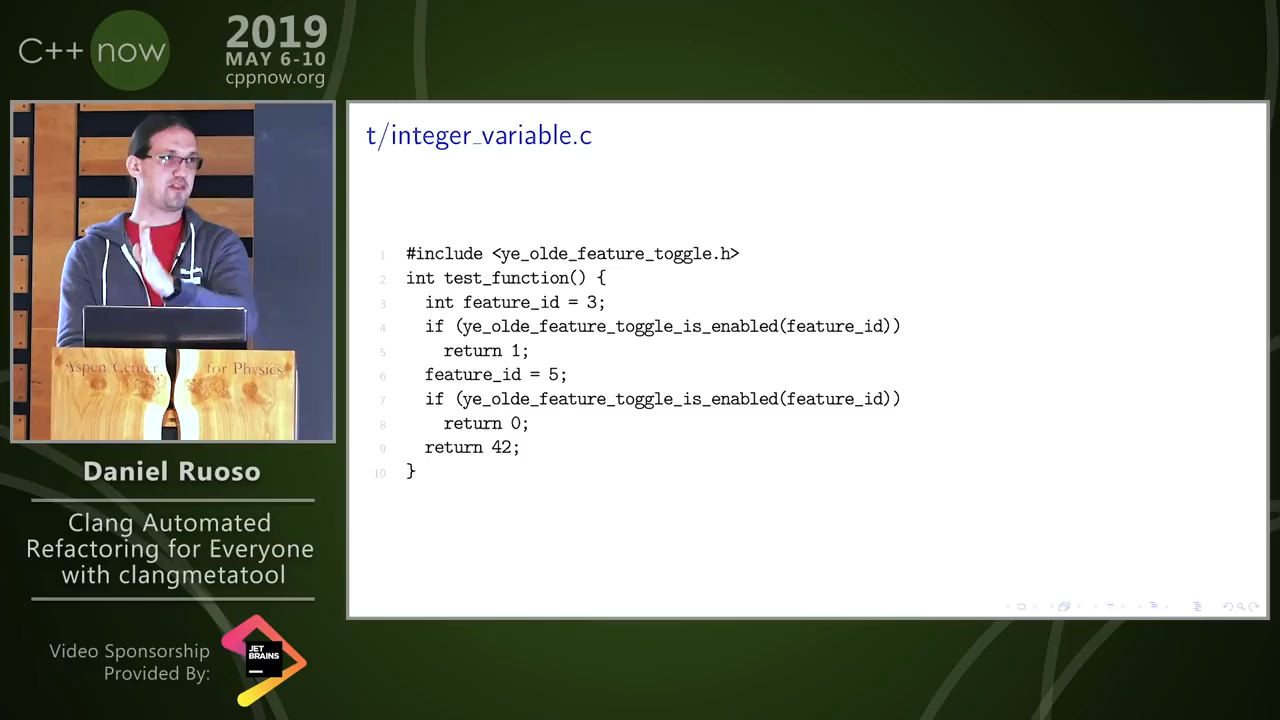 C++ now
2019
MAY 6-10
cppnow.org
Aspen Center for Physics
Daniel Ruoso
Clang Automated
Refactoring for Everyone
with clangmetatool
Video Sponsorship
Provided By:
JET
BRAINS
t/integer_variable.c
1 #include <ye_olde_feature_toggle.h>
2 int test_function() {
3 int feature_id = 3;
4 if (ye_olde_feature_toggle_is_enabled(feature_id))
5 return 1;
6 feature_id = 5;
7 if (ye_olde_feature_toggle_is_enabled(feature_id))
8 return 0;
9 return 42;
10 }